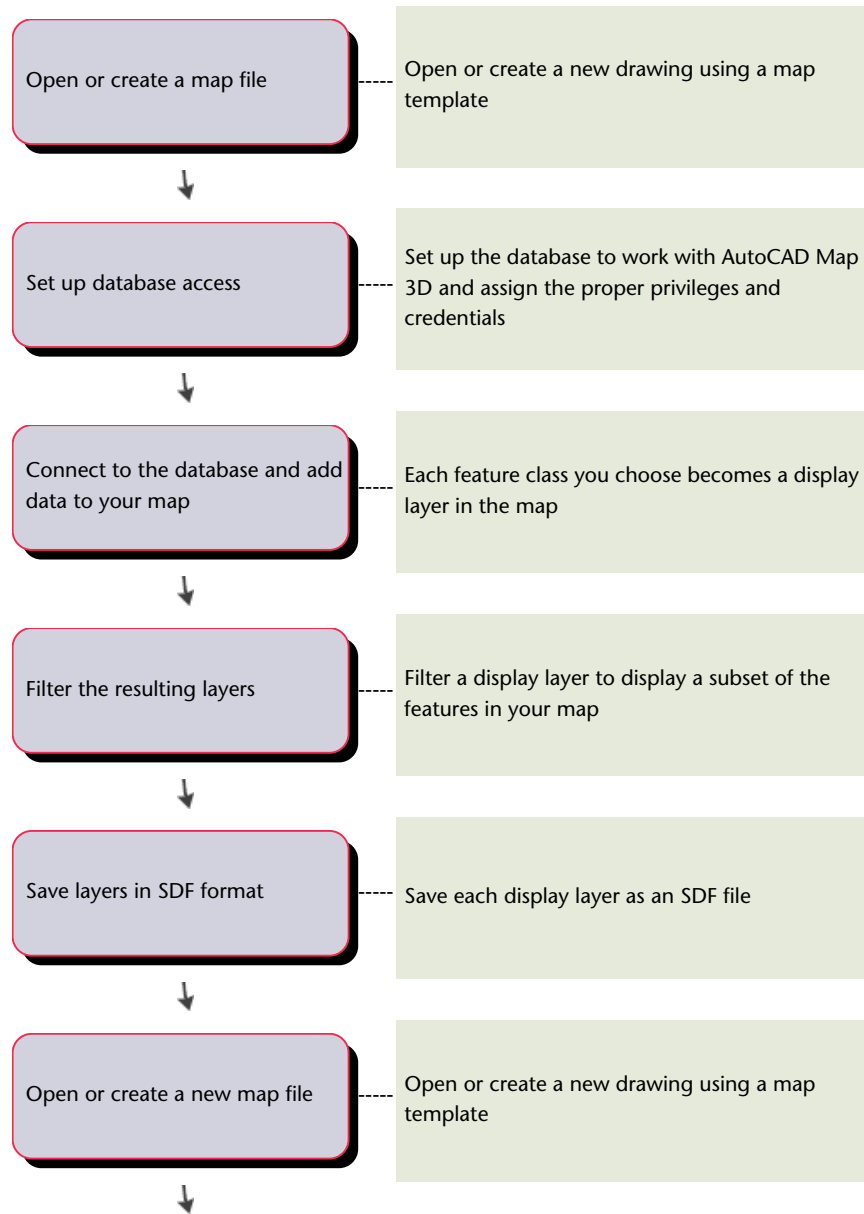 Open or create a map file
Open or create a new drawing using a map
template
Set up database access
Set up the database to work with AutoCAD Map
3D and assign the proper privileges and
credentials
Connect to the database and add
data to your map
Each feature class you choose becomes a display
layer in the map
Filter the resulting layers
Filter a display layer to display a subset of the
features in your map
Save layers in SDF format
Save each display layer as an SDF file
Open or create a new map file
Open or create a new drawing using a map
template